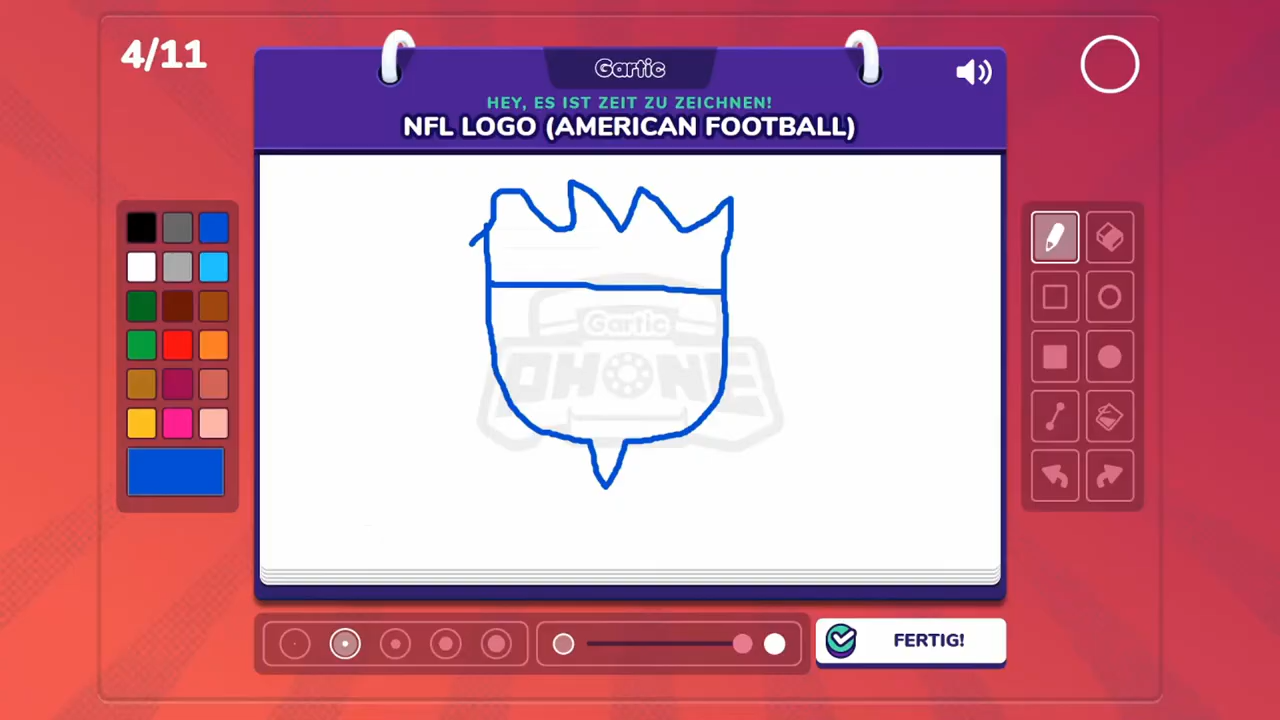 4/11
Gartic
HEY, ES IST ZEIT ZU ZEICHNEN!
NFL LOGO (AMERICAN FOOTBALL)
Gartic
PHONE
FERTIG!